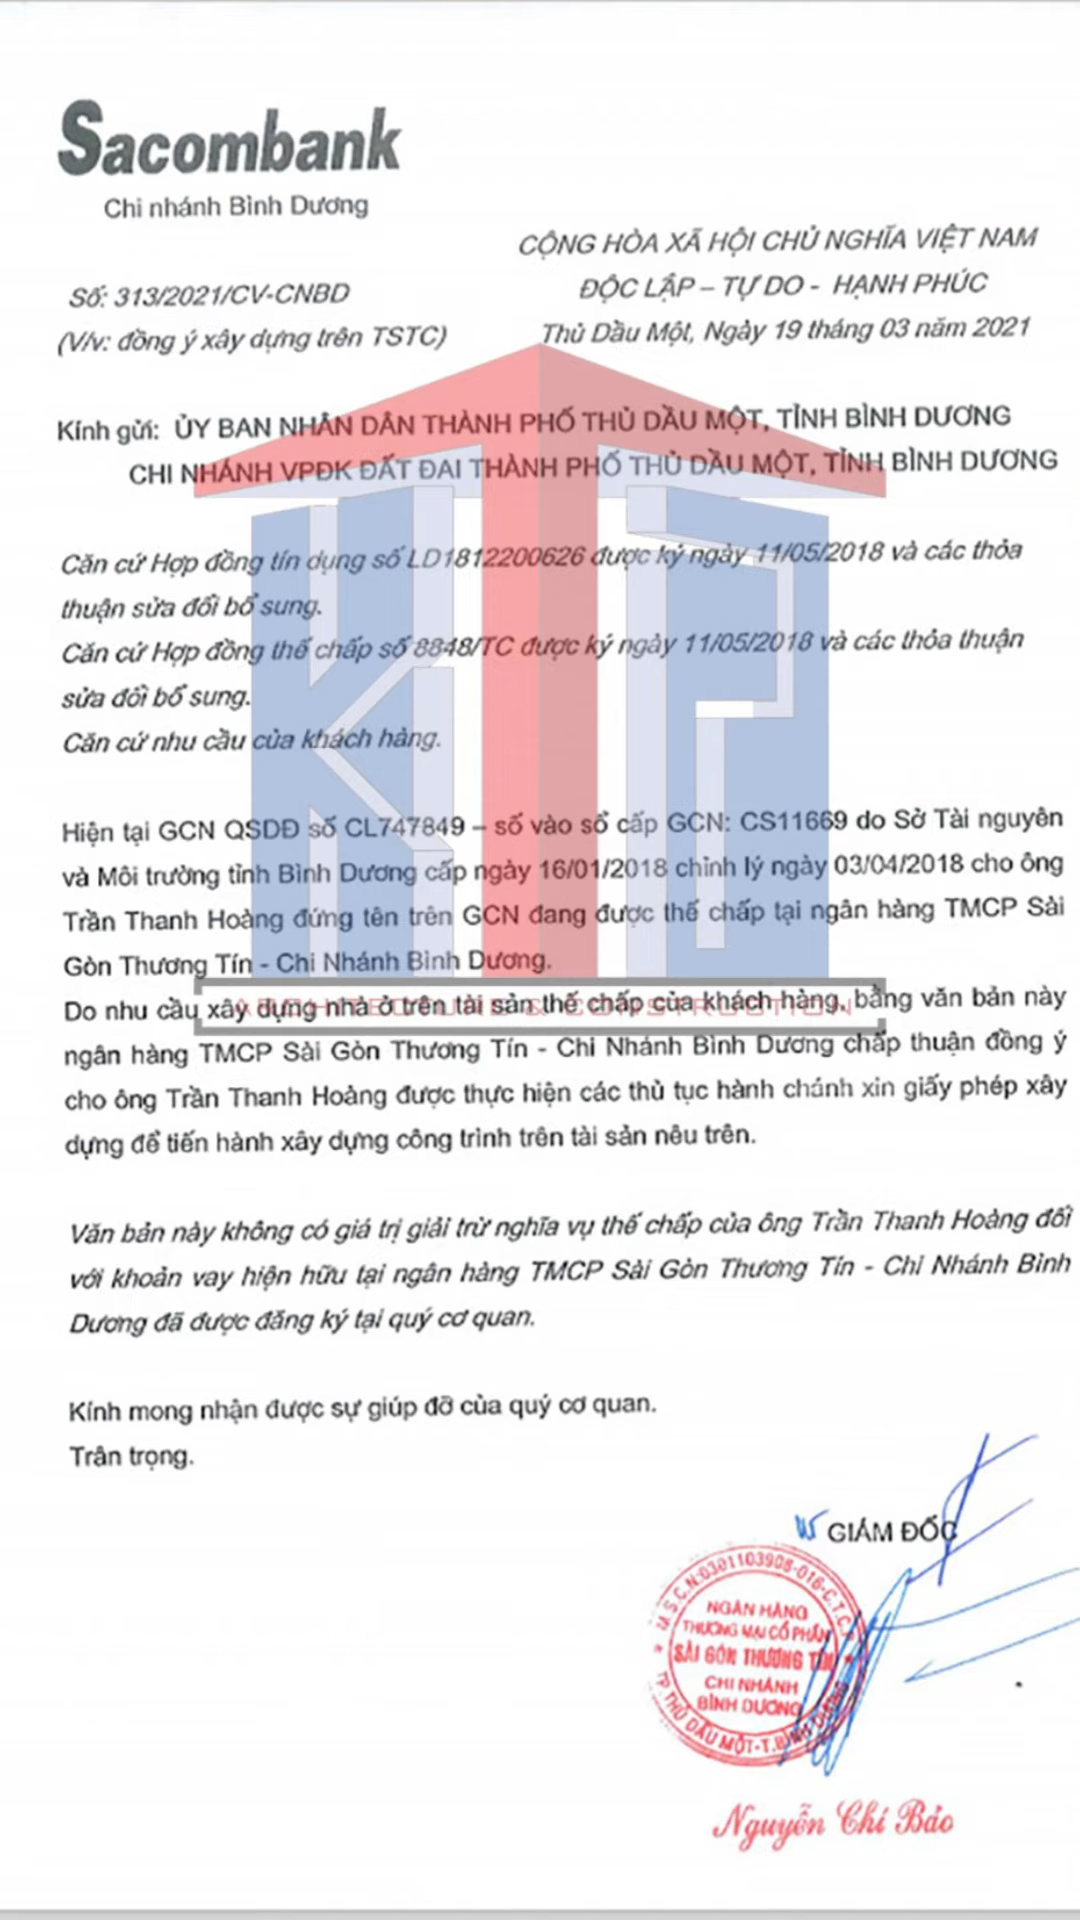 Sacombank
Chi nhánh Bình Dương
CỘNG HÒA XÃ HỘI CHỦ NGHĨA VIỆT NAM
Số: 313/2021/CV-CNBD
ĐỘC LẬP – TỰ DO - HẠNH PHÚC
(V/v: đồng ý xây dựng trên TSTC)
Thủ Dầu Một, Ngày 19 tháng 03 năm 2021
Kính gửi: ỦY BAN NHÂN DÂN THÀNH PHỐ THỦ DẦU MỘT, TỈNH BÌNH DƯƠNG
CHI NHÁNH VPĐK ĐẤT ĐAI THÀNH PHỐ THỦ DẦU MỘT, TỈNH BÌNH DƯƠNG
Căn cứ Hợp đồng tín dụng số LD1812200626 được ký ngày 11/05/2018 và các thỏa
thuận sửa đổi bổ sung.
Căn cứ Hợp đồng thế chấp số 8848/TC được ký ngày 11/05/2018 và các thỏa thuận
sửa đổi bổ sung.
Căn cứ nhu cầu của khách hàng.
Hiện tại GCN QSDĐ số CL747849 – số vào sổ cấp GCN: CS11669 do Sở Tài nguyên
và Môi trường tỉnh Bình Dương cấp ngày 16/01/2018 chỉnh lý ngày 03/04/2018 cho ông
Trần Thanh Hoàng đứng tên trên GCN đang được thế chấp tại ngân hàng TMCP Sài
Gòn Thương Tín - Chi Nhánh Bình Dương.
Do nhu cầu xây dựng nhà ở trên tài sản thế chấp của khách hàng, bằng văn bản này
ARCHITECTURE & CONSTRUCTION
ngân hàng TMCP Sài Gòn Thương Tín - Chi Nhánh Bình Dương chấp thuận đồng ý
cho ông Trần Thanh Hoàng được thực hiện các thủ tục hành chánh xin giấy phép xây
dựng để tiến hành xây dựng công trình trên tài sản nêu trên.
Văn bản này không có giá trị giải trừ nghĩa vụ thế chấp của ông Trần Thanh Hoàng đối
với khoản vay hiện hữu tại ngân hàng TMCP Sài Gòn Thương Tín - Chi Nhánh Bình
Dương đã được đăng ký tại quý cơ quan.
Kính mong nhận được sự giúp đỡ của quý cơ quan.
Trân trọng.
GIÁM ĐỐC
M.S.C.N:0301103908-016-C.T.C.P
NGÂN HÀNG
THƯƠNG MẠI CỔ PHẦN
SÀI GÒN THƯƠNG TÍN
CHI NHÁNH
BÌNH DƯƠNG
TP.THỦ DẦU MỘT-T.BÌNH DƯƠNG
Nguyễn Chí Bảo